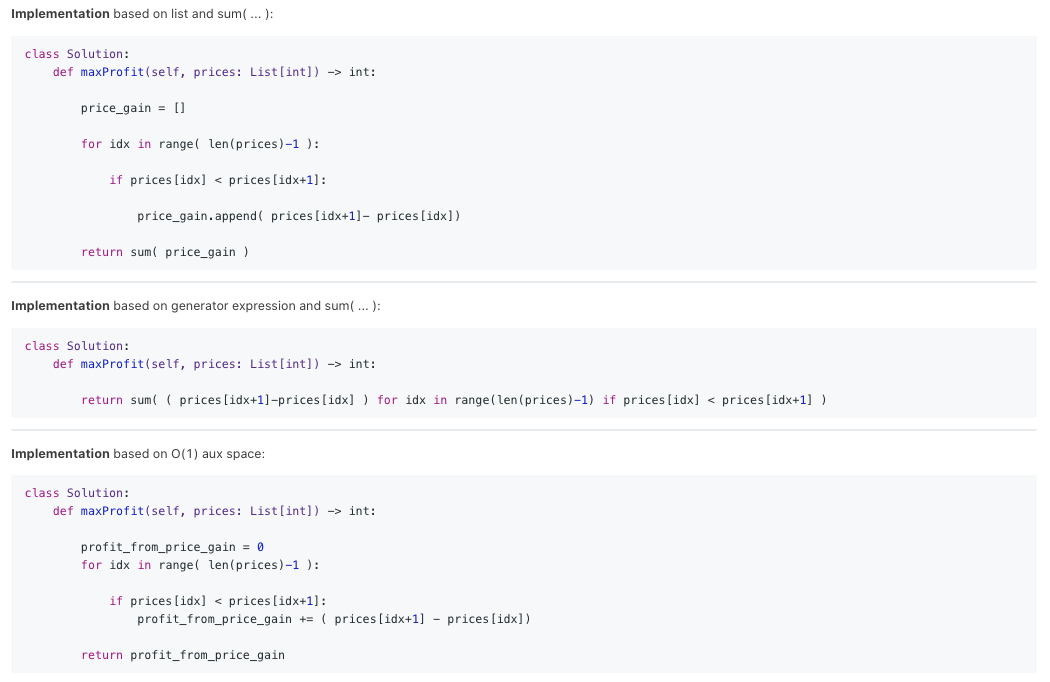 Implementation based on list and sum( ... ):
class Solution:
    def maxProfit(self, prices: List[int]) -> int:
        price_gain = []
        for idx in range( len(prices)-1 ):
            if prices[idx] < prices[idx+1]:
                price_gain.append( prices[idx+1]- prices[idx])
        return sum( price_gain )
Implementation based on generator expression and sum( ... ):
class Solution:
    def maxProfit(self, prices: List[int]) -> int:
        return sum( ( prices[idx+1]-prices[idx] ) for idx in range(len(prices)-1) if prices[idx] < prices[idx+1] )
Implementation based on O(1) aux space:
class Solution:
    def maxProfit(self, prices: List[int]) -> int:
        profit_from_price_gain = 0
        for idx in range( len(prices)-1 ):
            if prices[idx] < prices[idx+1]:
                profit_from_price_gain += ( prices[idx+1] - prices[idx])
        return profit_from_price_gain